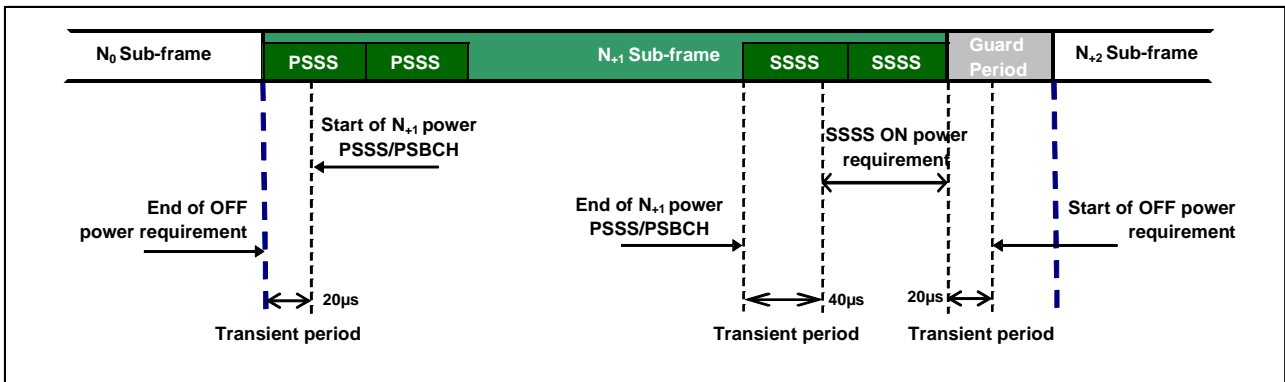 N0 Sub-frame
PSSS
PSSS
N+1 Sub-frame
SSSS
SSSS
Guard
Period
N+2 Sub-frame
Start of N+1 power
PSSS/PSBCH
SSSS ON power
requirement
End of OFF
power requirement
End of N+1 power
PSSS/PSBCH
Start of OFF power
requirement
20µs
40µs
20µs
Transient period
Transient period
Transient period